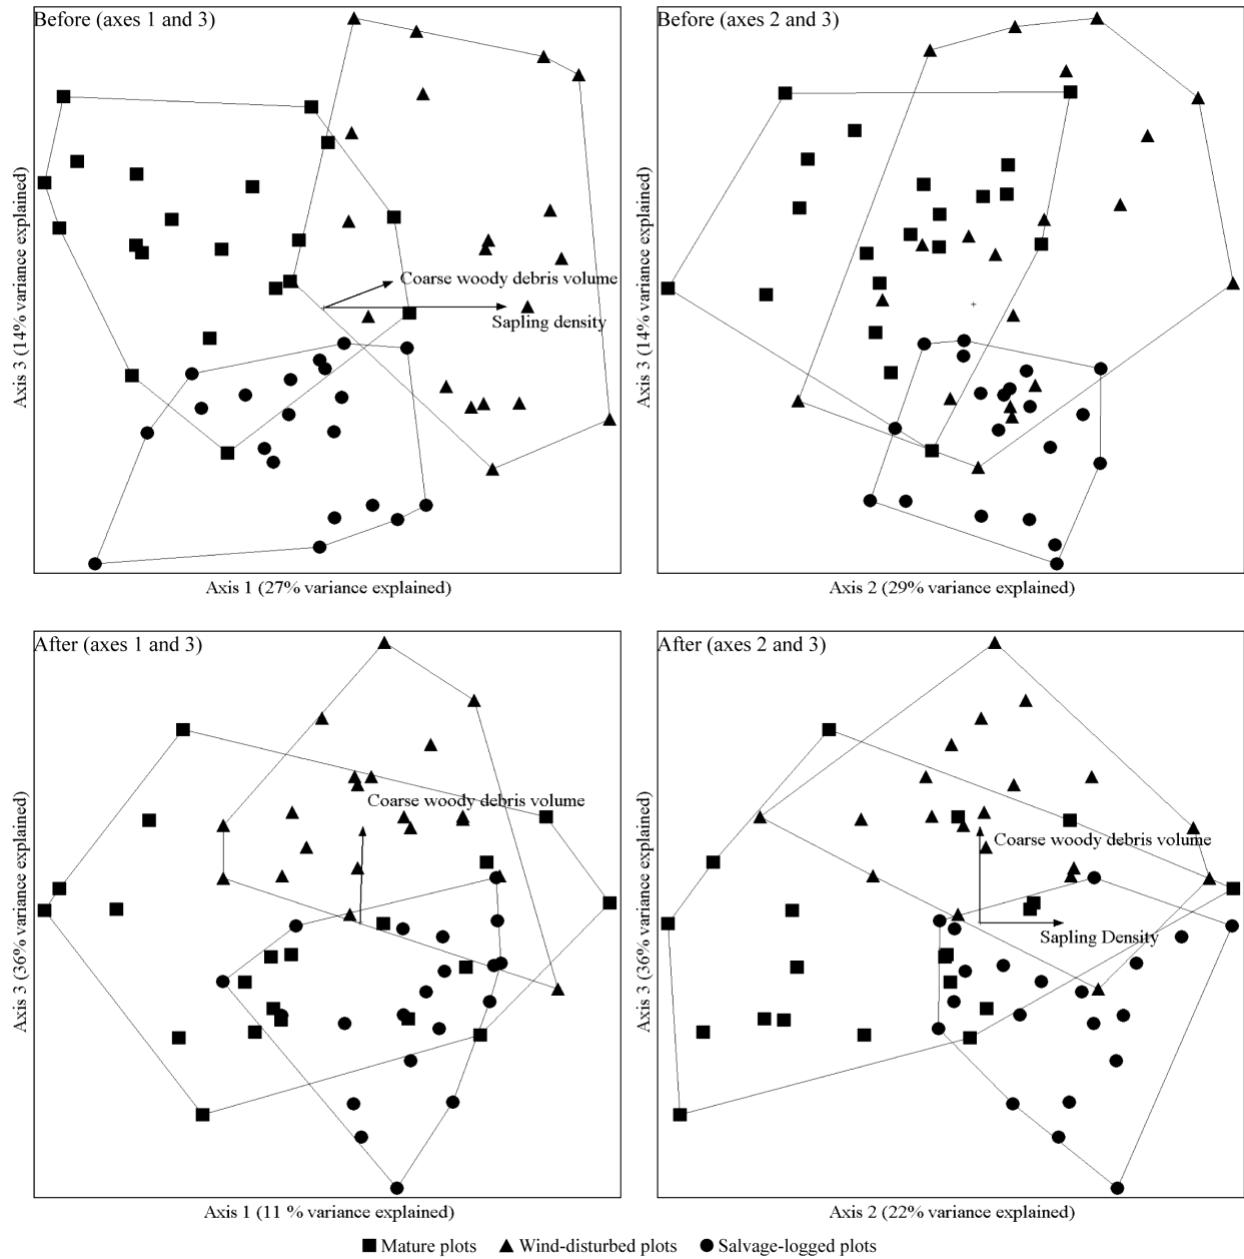 Before (axes 1 and 3)
Axis 3 (14% variance explained)
Coarse woody debris volume
Sapling density
Axis 1 (27% variance explained)
Before (axes 2 and 3)
Axis 3 (14% variance explained)
Axis 2 (29% variance explained)
After (axes 1 and 3)
Axis 3 (36% variance explained)
Coarse woody debris volume
Axis 1 (11 % variance explained)
After (axes 2 and 3)
Axis 3 (36% variance explained)
Coarse woody debris volume
Sapling Density
Axis 2 (22% variance explained)
Mature plots Wind-disturbed plots Salvage-logged plots